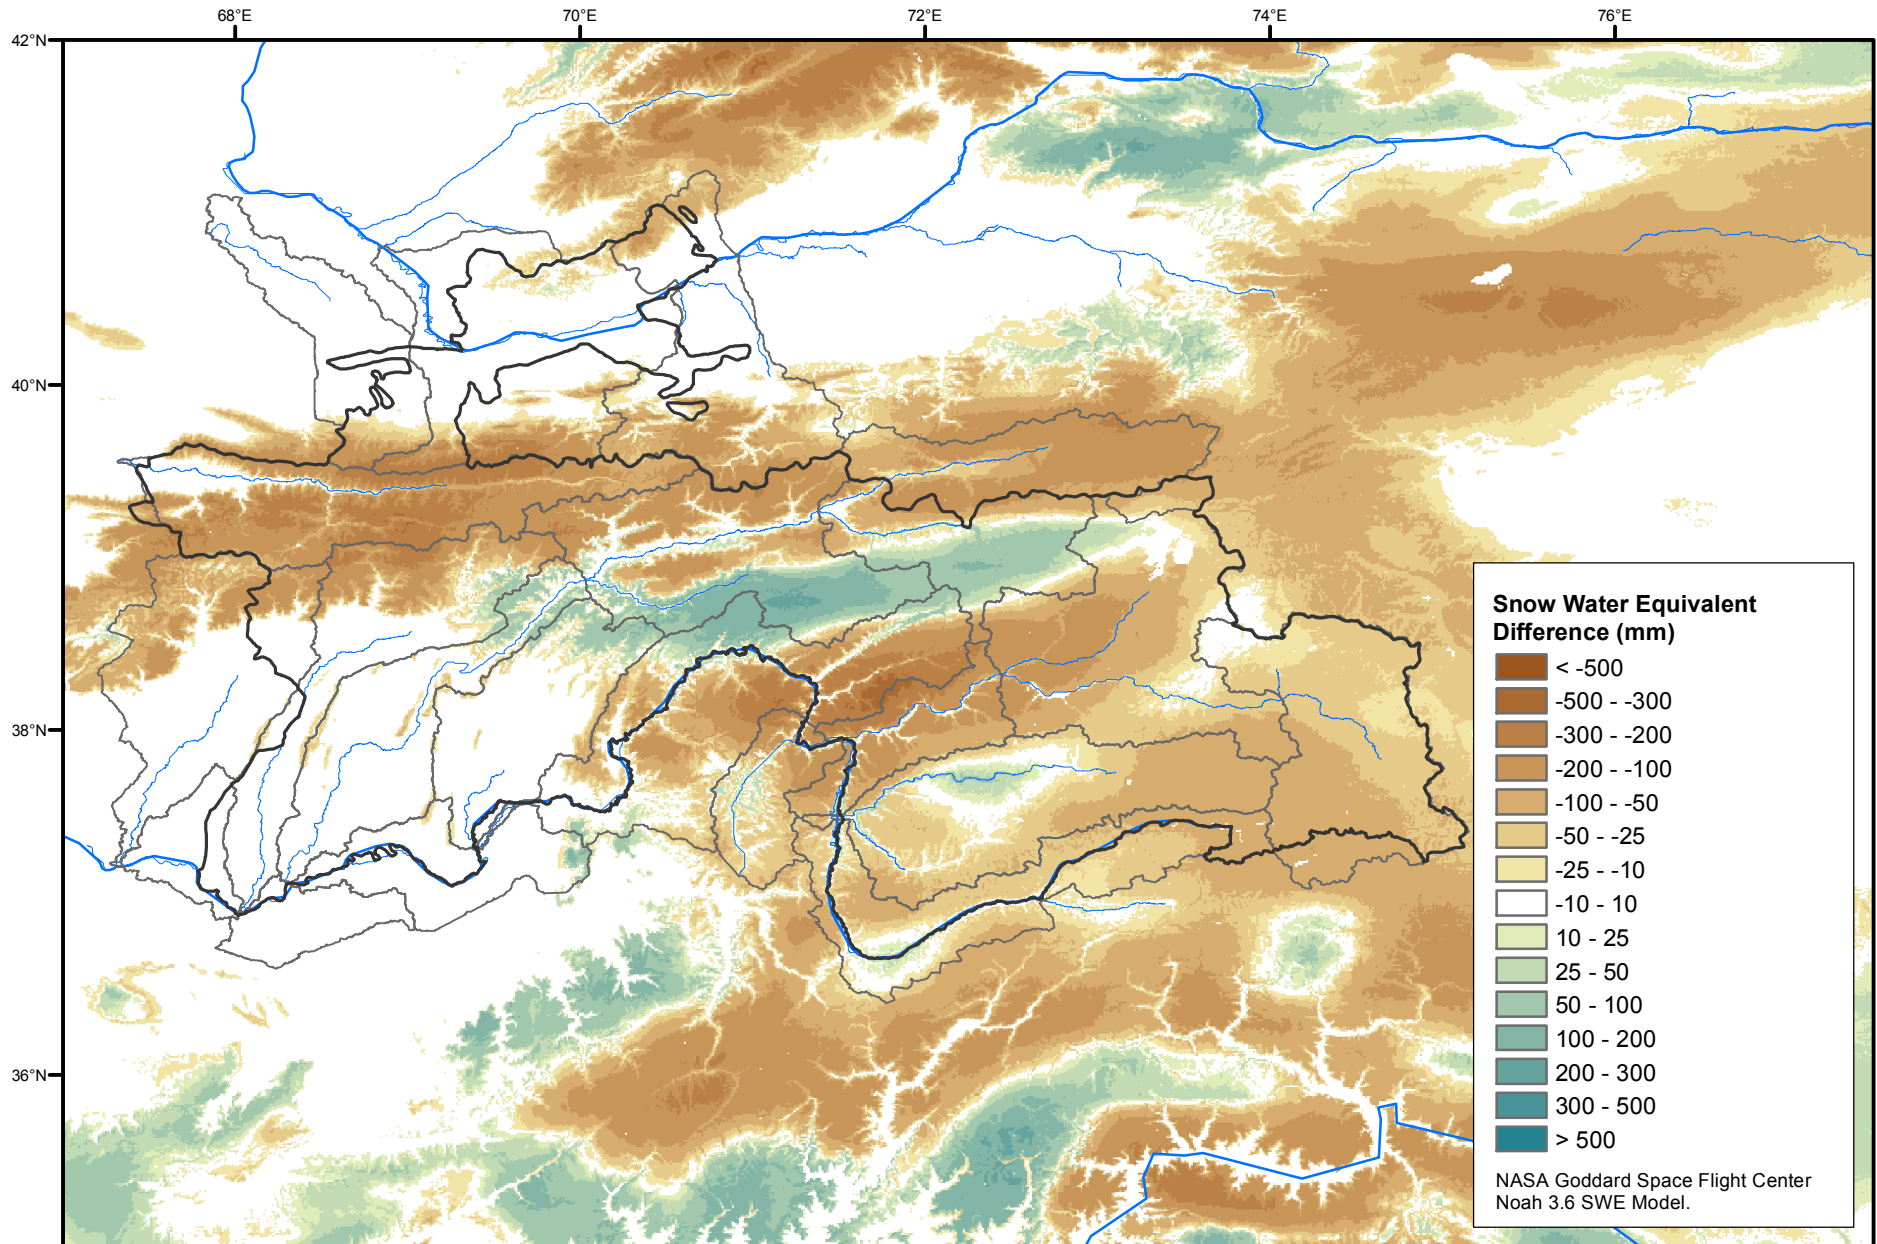 68°E 70°E 72°E 74°E 76°E
42°N
40°N
38°N
36°N
Snow Water Equivalent
Difference (mm)
< -500
-500 - -300
-300 - -200
-200 - -100
-100 - -50
-50 - -25
-25 - -10
-10 - 10
10 - 25
25 - 50
50 - 100
100 - 200
200 - 300
300 - 500
> 500
NASA Goddard Space Flight Center
Noah 3.6 SWE Model.